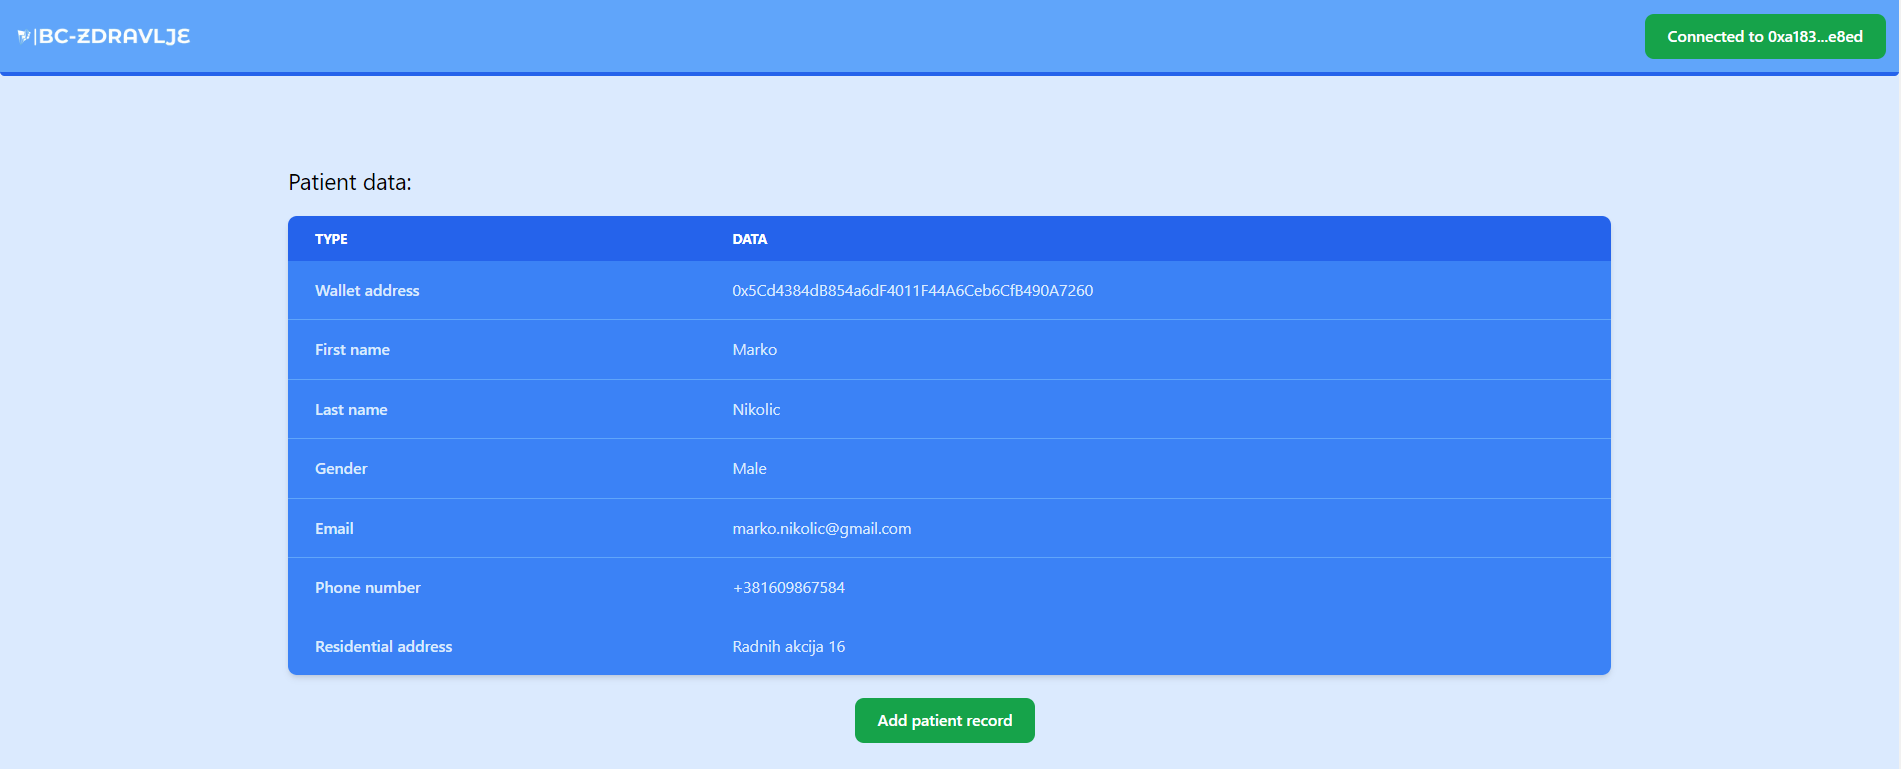 BC-ZDRAVLJE
Connected to 0xa183...e8ed
Patient data:
TYPE DATA
Wallet address 0x5Cd4384dB854a6dF4011F44A6Ceb6CfB490A7260
First name Marko
Last name Nikolic
Gender Male
Email marko.nikolic@gmail.com
Phone number +381609867584
Residential address Radnih akcija 16
Add patient record